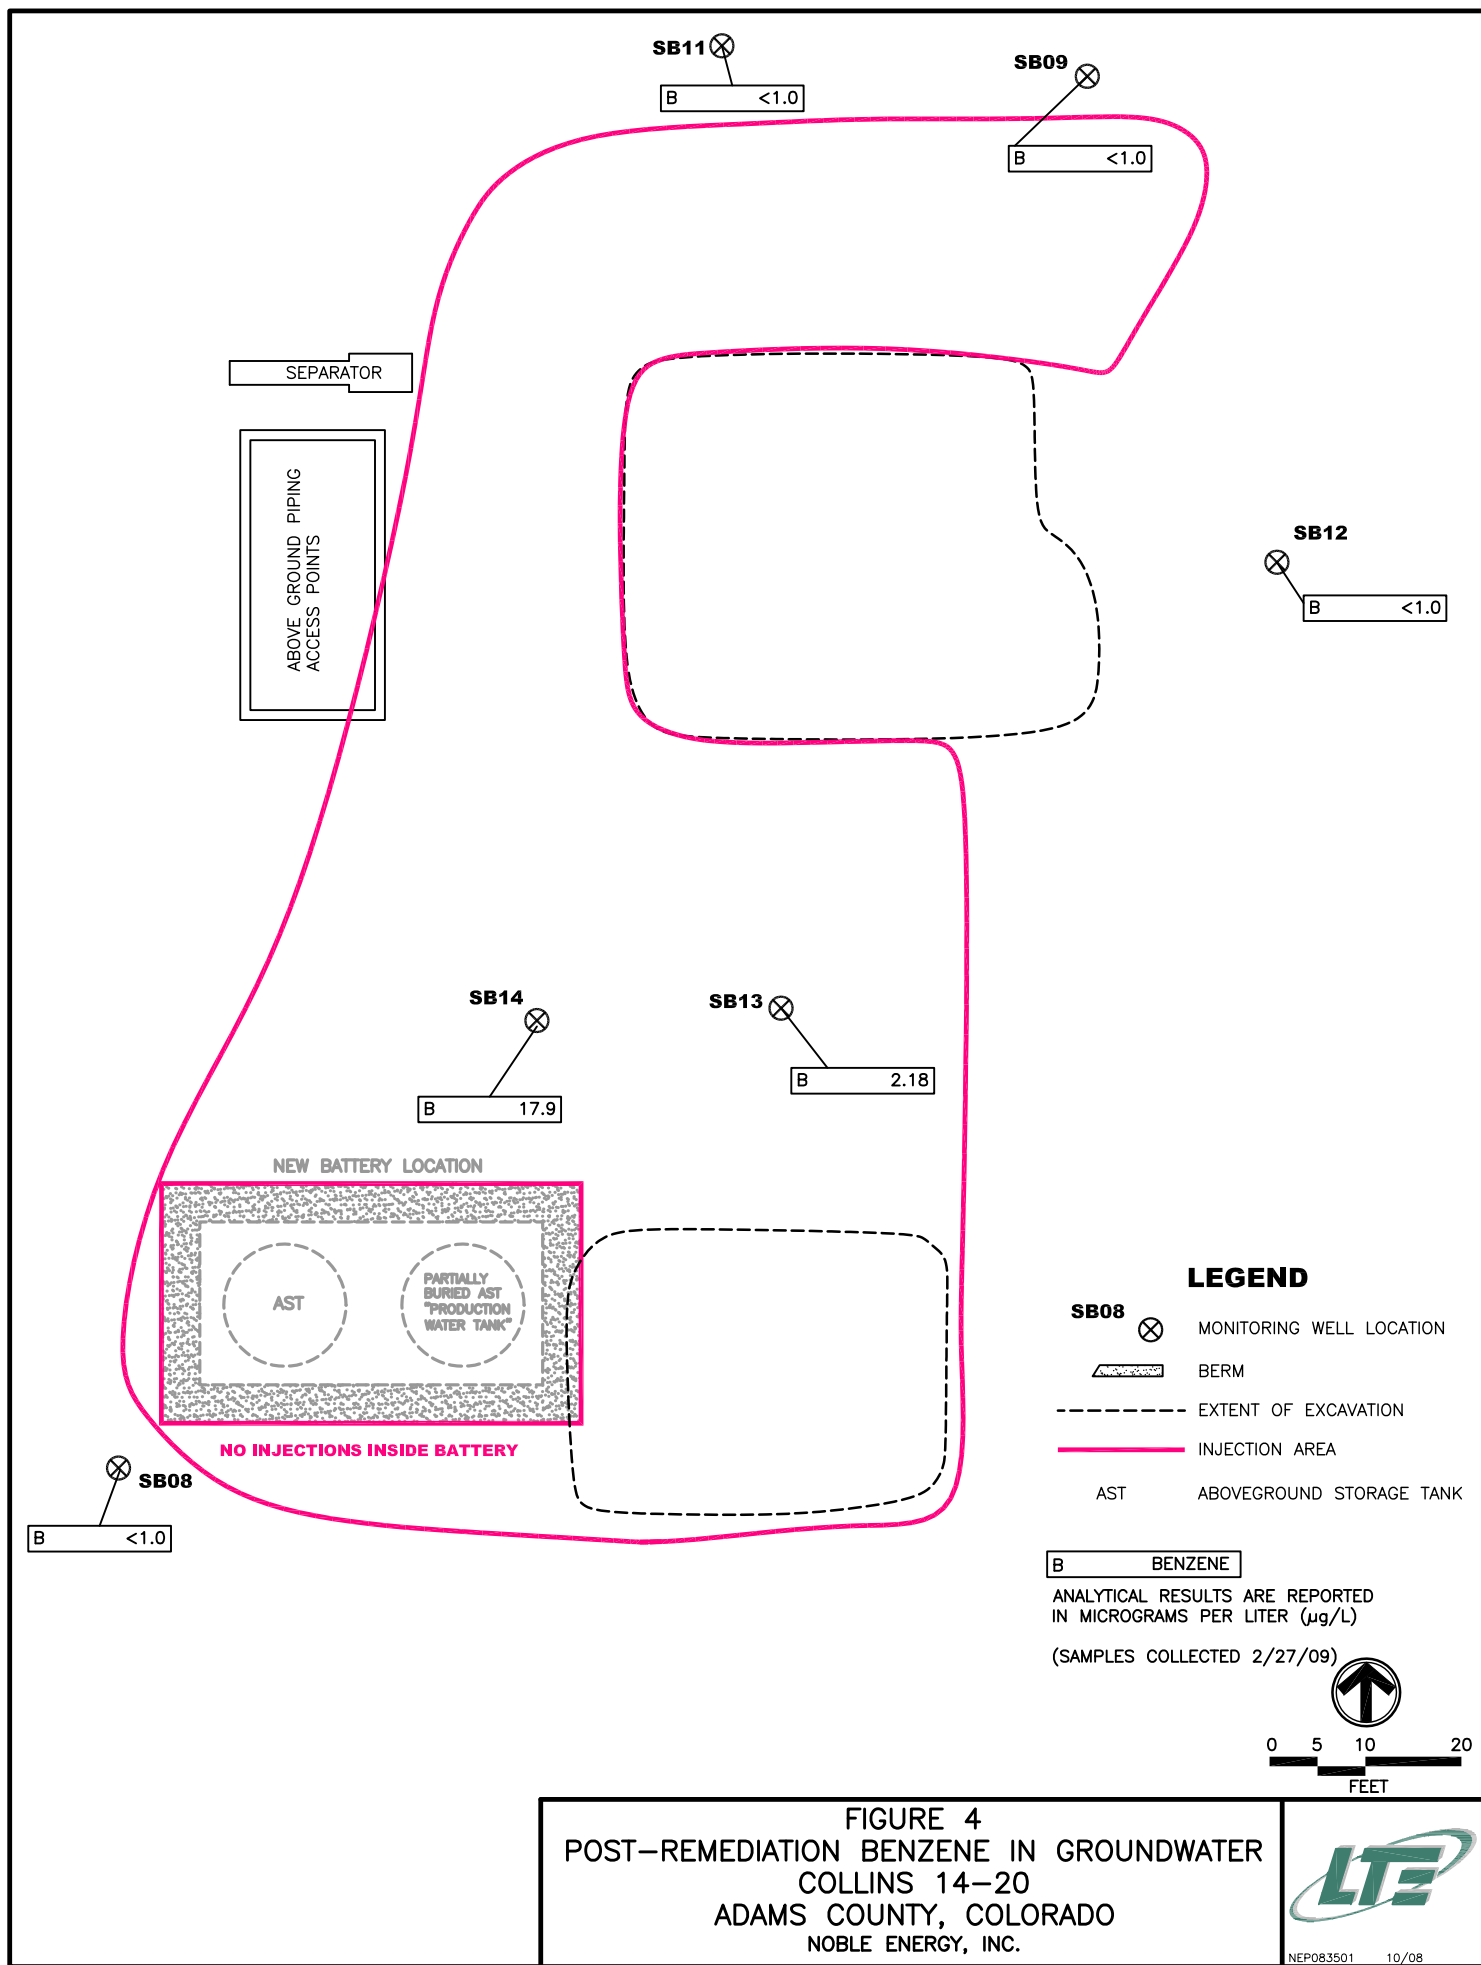 SB11
B <1.0
SB09
B <1.0
SEPARATOR
ABOVE GROUND PIPING
ACCESS POINTS
SB12
B <1.0
SB14
B 17.9
SB13
B 2.18
NEW BATTERY LOCATION
AST
PARTIALLY
BURIED AST
"PRODUCTION
WATER TANK"
NO INJECTIONS INSIDE BATTERY
SB08
B <1.0
LEGEND
SB08
MONITORING WELL LOCATION
BERM
EXTENT OF EXCAVATION
INJECTION AREA
AST ABOVEGROUND STORAGE TANK
B BENZENE
ANALYTICAL RESULTS ARE REPORTED
IN MICROGRAMS PER LITER (µg/L)
(SAMPLES COLLECTED 2/27/09)
0 5 10 20
FEET
FIGURE 4
POST-REMEDIATION BENZENE IN GROUNDWATER
COLLINS 14-20
ADAMS COUNTY, COLORADO
NOBLE ENERGY, INC.
LTE
NEP083501 10/08